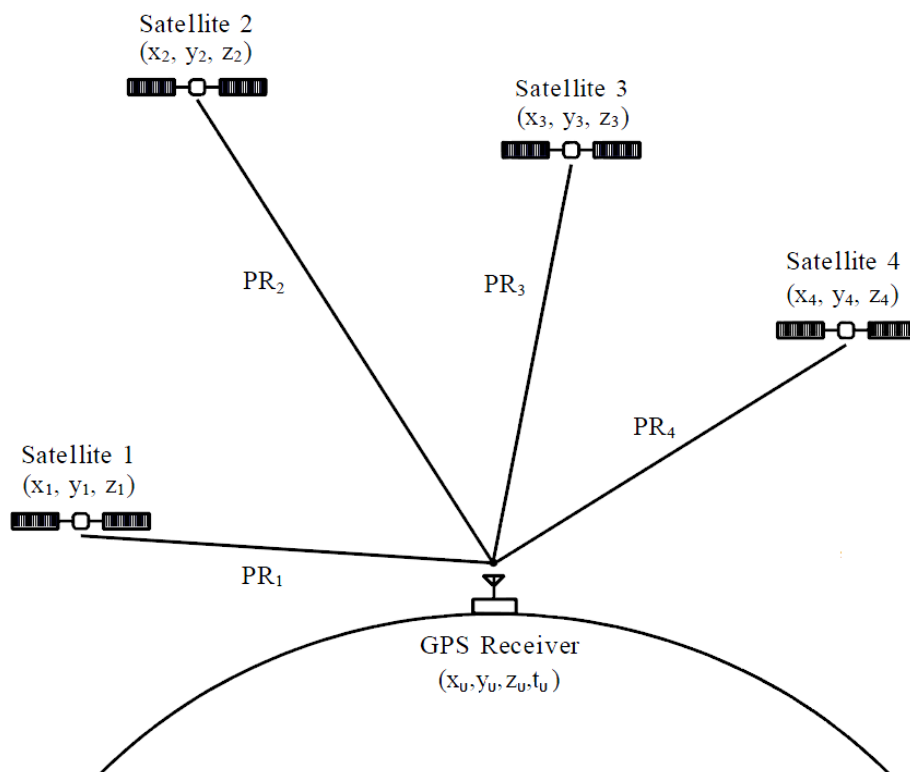 Satellite 2
(x₂, y₂, z₂)
Satellite 3
(x₃, y₃, z₃)
PR₂
PR₃
Satellite 4
(x₄, y₄, z₄)
PR₄
Satellite 1
(x₁, y₁, z₁)
PR₁
GPS Receiver
(xᵤ,yᵤ,zᵤ,tᵤ)